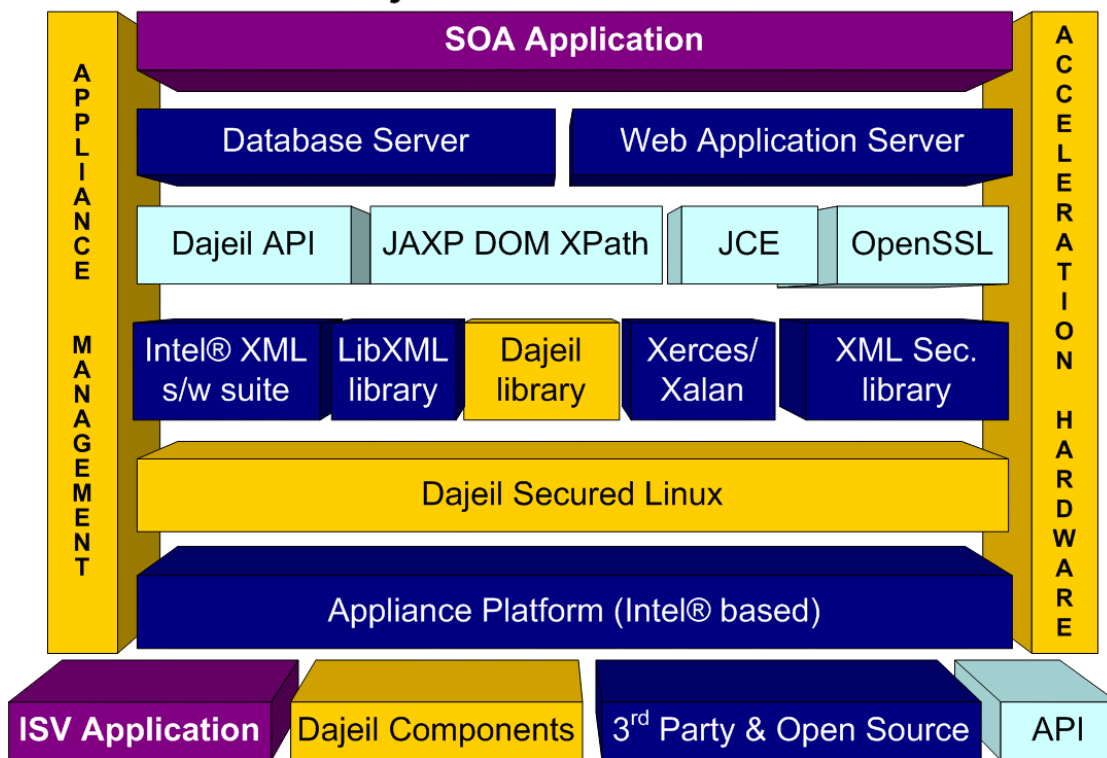 SOA Application
APPLIANCE MANAGEMENT
ACCELERATION HARDWARE
Database Server
Web Application Server
Dajeil API
JAXP DOM XPath
JCE
OpenSSL
Intel® XML
s/w suite
LibXML
library
Dajeil
library
Xerces/
Xalan
XML Sec.
library
Dajeil Secured Linux
Appliance Platform (Intel® based)
ISV Application
Dajeil Components
3rd Party & Open Source
API